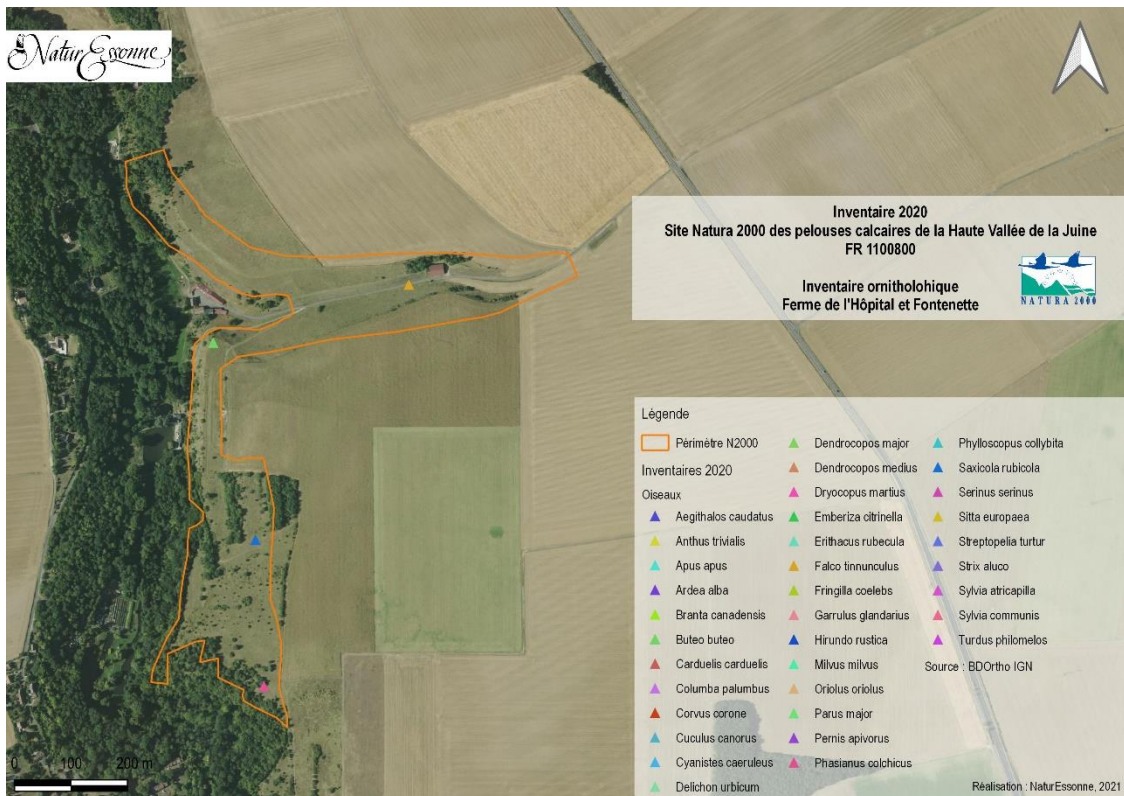 NaturEssonne
Inventaire 2020
Site Natura 2000 des pelouses calcaires de la Haute Vallée de la Juine
FR 1100800
Inventaire ornitholohique
Ferme de l'Hôpital et Fontenette
NATURA 2000
Légende
Périmètre N2000
Inventaires 2020
Oiseaux
Aegithalos caudatus
Anthus trivialis
Apus apus
Ardea alba
Branta canadensis
Buteo buteo
Carduelis carduelis
Columba palumbus
Corvus corone
Cuculus canorus
Cyanistes caeruleus
Delichon urbicum
Dendrocopos major
Dendrocopos medius
Dryocopus martius
Emberiza citrinella
Erithacus rubecula
Falco tinnunculus
Fringilla coelebs
Garrulus glandarius
Hirundo rustica
Milvus milvus
Oriolus oriolus
Parus major
Pernis apivorus
Phasianus colchicus
Phylloscopus collybita
Saxicola rubicola
Serinus serinus
Sitta europaea
Streptopelia turtur
Strix aluco
Sylvia atricapilla
Sylvia communis
Turdus philomelos
Source : BDOrtho IGN
0 100 200 m
Réalisation : NaturEssonne, 2021